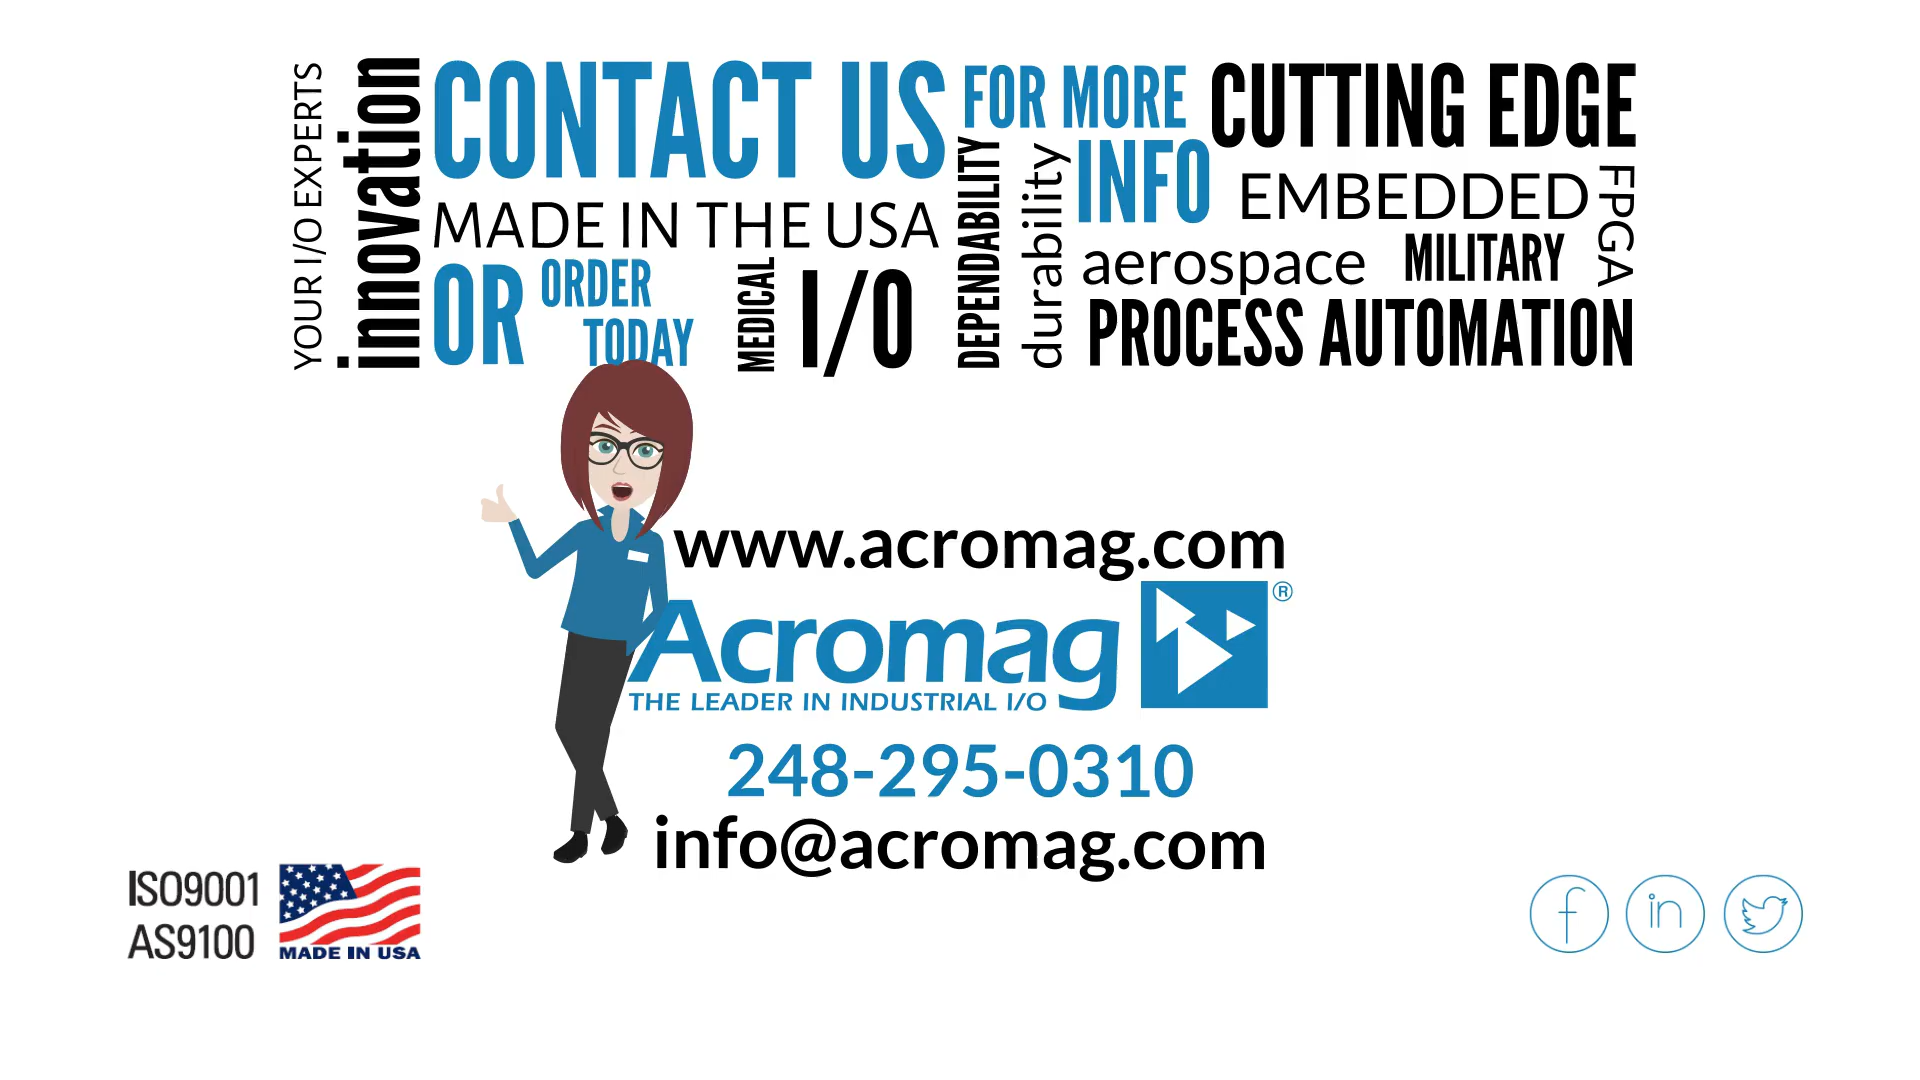 YOUR I/O EXPERTS
innovation
CONTACT US
FOR MORE
INFO
CUTTING EDGE
MADE IN THE USA
DEPENDABILITY
durability
EMBEDDED
FPGA
OR
ORDER
TODAY
MEDICAL
I/O
aerospace
MILITARY
PROCESS AUTOMATION
www.acromag.com
Acromag ®
THE LEADER IN INDUSTRIAL I/O
248-295-0310
info@acromag.com
ISO9001
AS9100
MADE IN USA
f
in